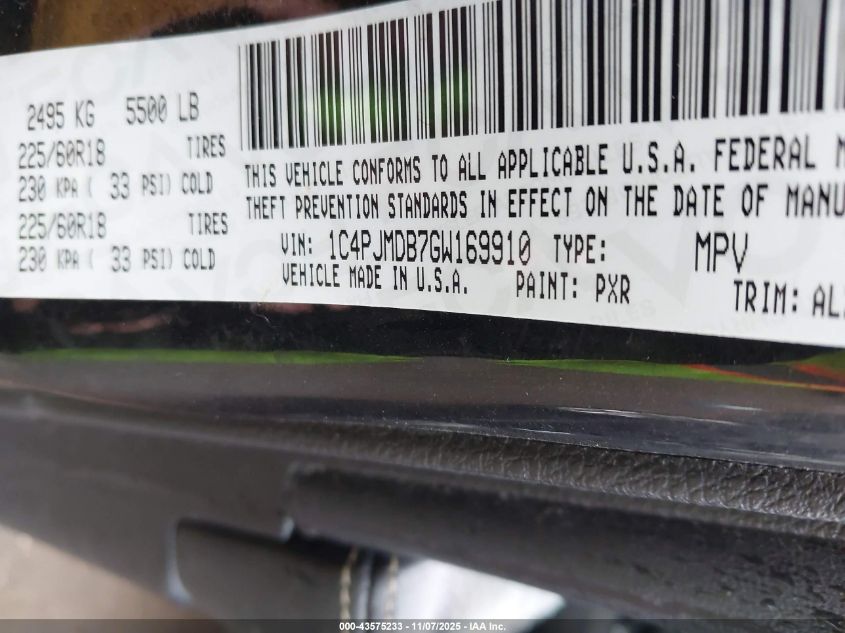 2495 KG 5500 LB
225/60R18 TIRES
230 KPA ( 33 PSI) COLD
225/60R18 TIRES
230 KPA ( 33 PSI) COLD
THIS VEHICLE CONFORMS TO ALL APPLICABLE U.S.A. FEDERAL
THEFT PREVENTION STANDARDS IN EFFECT ON THE DATE OF MANU
VIN: 1C4PJMDB7GW169910 TYPE: MPV
VEHICLE MADE IN U.S.A. PAINT: PXR
TRIM: AL
000-43575233 - 11/07/2025 - IAA Inc.